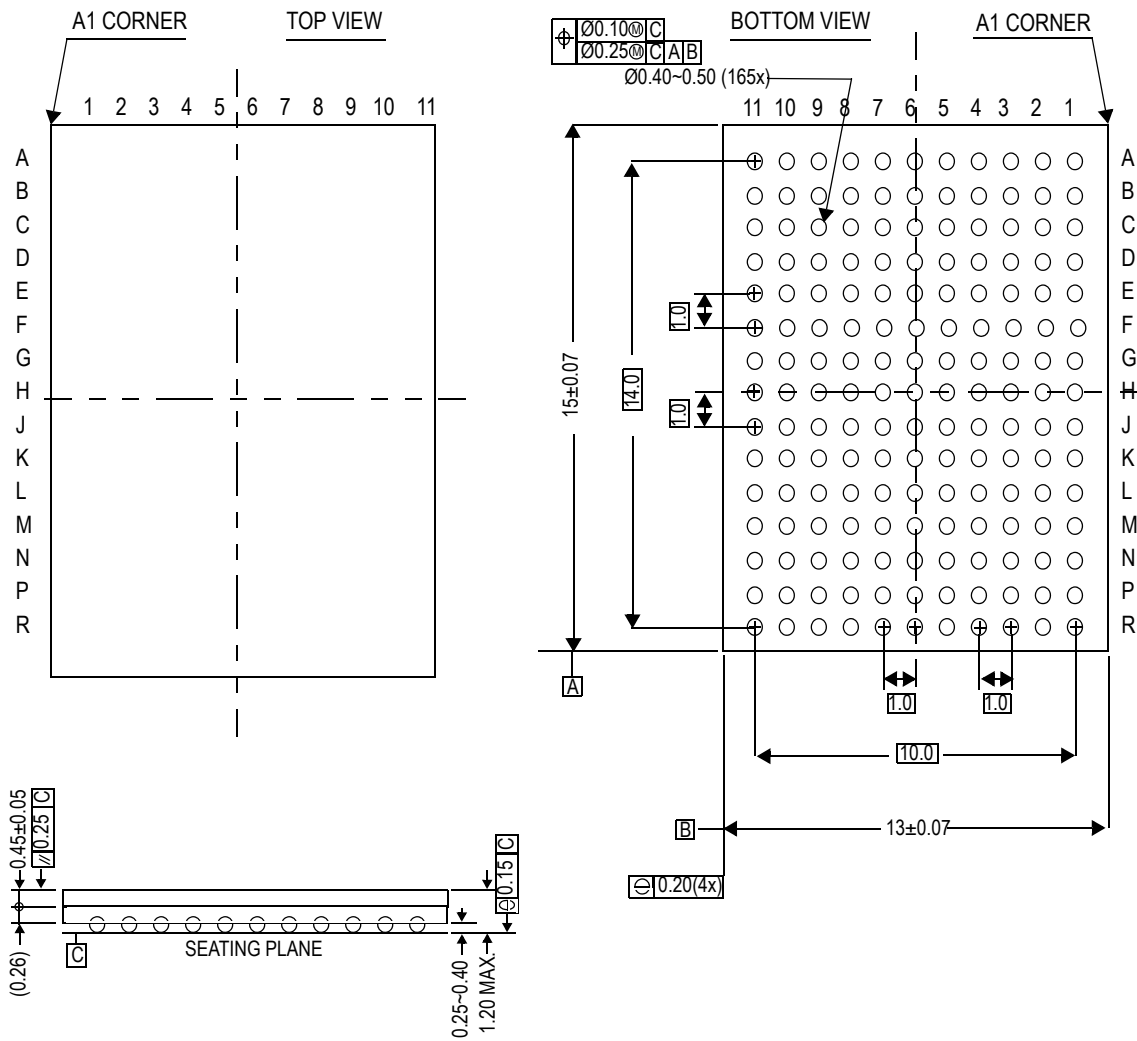 A1 CORNER
TOP VIEW
1 2 3 4 5 6 7 8 9 10 11
A
B
C
D
E
F
G
H
J
K
L
M
N
P
R
Ø0.10Ⓜ C
Ø0.25Ⓜ C A B
Ø0.40~0.50 (165x)
BOTTOM VIEW
A1 CORNER
11 10 9 8 7 6 5 4 3 2 1
A
B
C
D
E
F
G
H
J
K
L
M
N
P
R
1.0
1.0
15±0.07
14.0
A
1.0
1.0
10.0
B
13±0.07
0.20(4x)
0.45±0.05
0.25 C
(0.26)
C
SEATING PLANE
0.15 C
0.25~0.40
1.20 MAX.